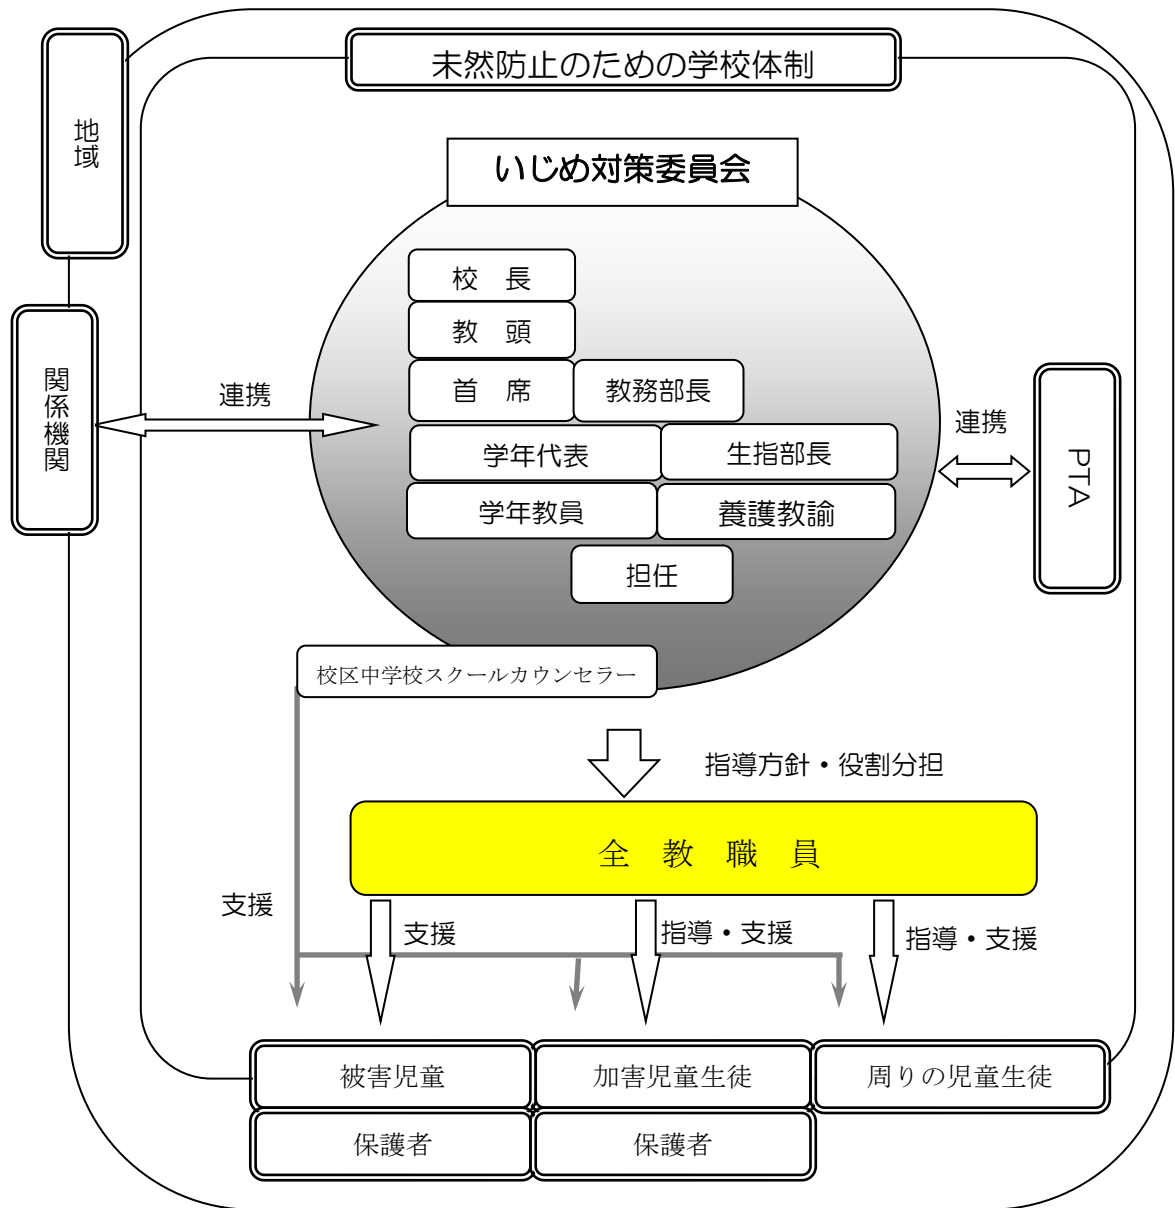 未然防止のための学校体制
地域
いじめ対策委員会
校　長
教　頭
首　席
教務部長
学年代表
生指部長
学年教員
養護教諭
担任
校区中学校スクールカウンセラー
関係機関
連携
連携
PTA
指導方針・役割分担
全　教　職　員
支援
支援
指導・支援
指導・支援
被害児童
加害児童生徒
周りの児童生徒
保護者
保護者